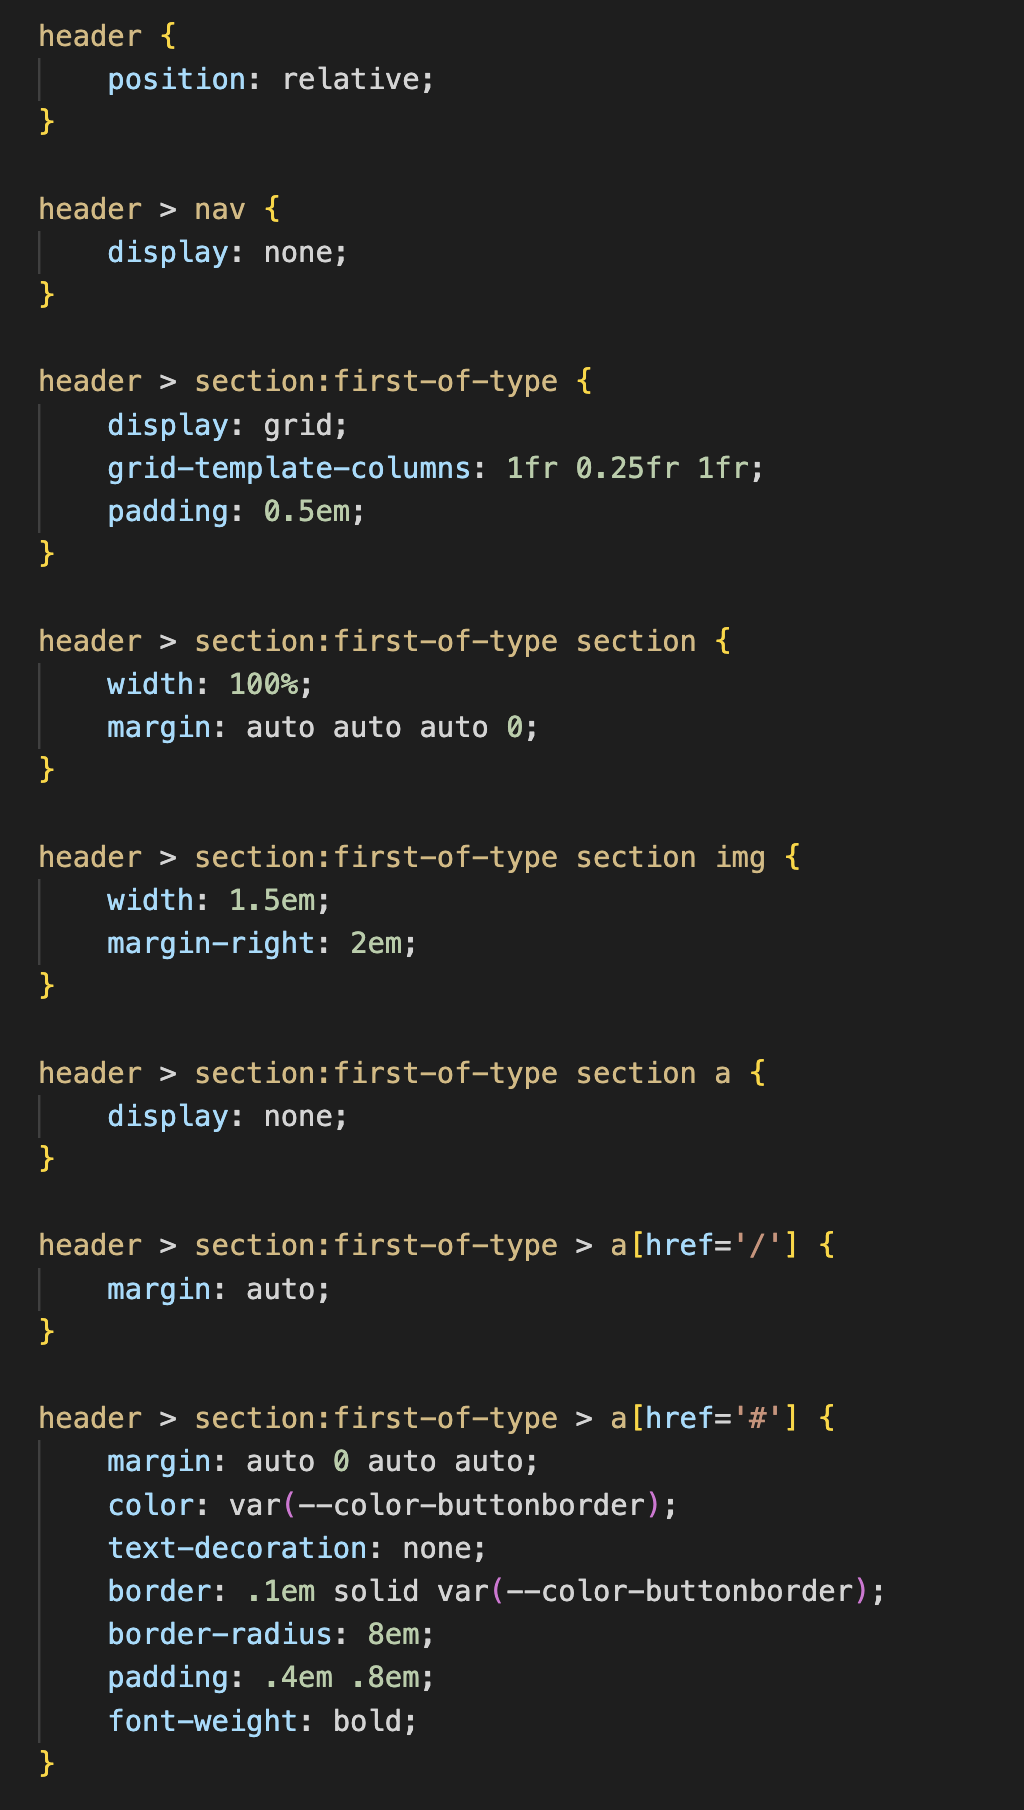 header {
    position: relative;
}

header > nav {
    display: none;
}

header > section:first-of-type {
    display: grid;
    grid-template-columns: 1fr 0.25fr 1fr;
    padding: 0.5em;
}

header > section:first-of-type section {
    width: 100%;
    margin: auto auto auto 0;
}

header > section:first-of-type section img {
    width: 1.5em;
    margin-right: 2em;
}

header > section:first-of-type section a {
    display: none;
}

header > section:first-of-type > a[href='/'] {
    margin: auto;
}

header > section:first-of-type > a[href='#'] {
    margin: auto 0 auto auto;
    color: var(--color-buttonborder);
    text-decoration: none;
    border: .1em solid var(--color-buttonborder);
    border-radius: 8em;
    padding: .4em .8em;
    font-weight: bold;
}